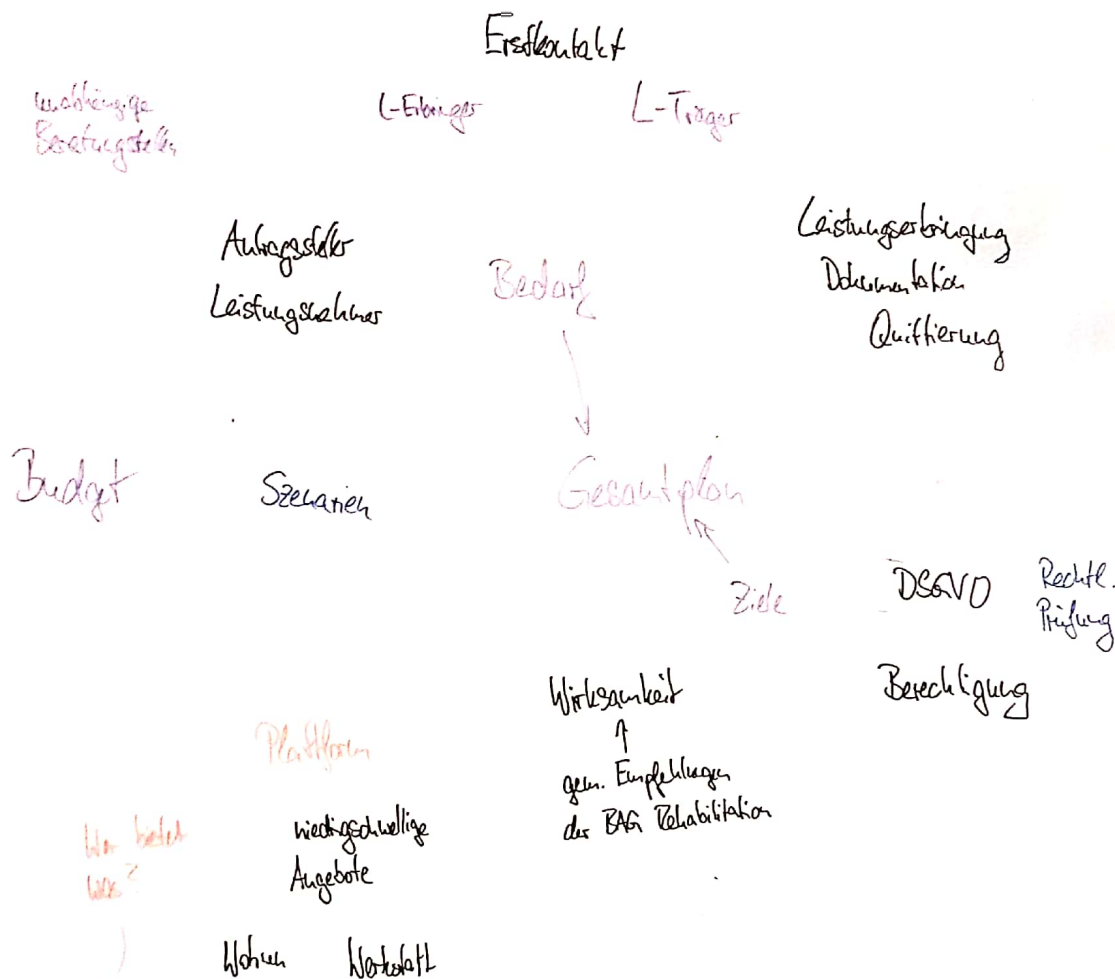 Erstkontakt
unabhängige
Beratungsstellen
L-Erbringer
L-Träger
Antragsteller
Leistungsnehmer
Bedarf
Leistungserbringung
Dokumentation
Quittierung
Budget
Szenarien
Gesamtplan
Ziele
DSGVO
Rechtl.
Prüfung
Berechtigung
Wirksamkeit
gem. Empfehlungen
der BAG Rehabilitation
Plattform
Wer bietet
was?
niedrigschwellige
Angebote
Wohnen
Werkstatt